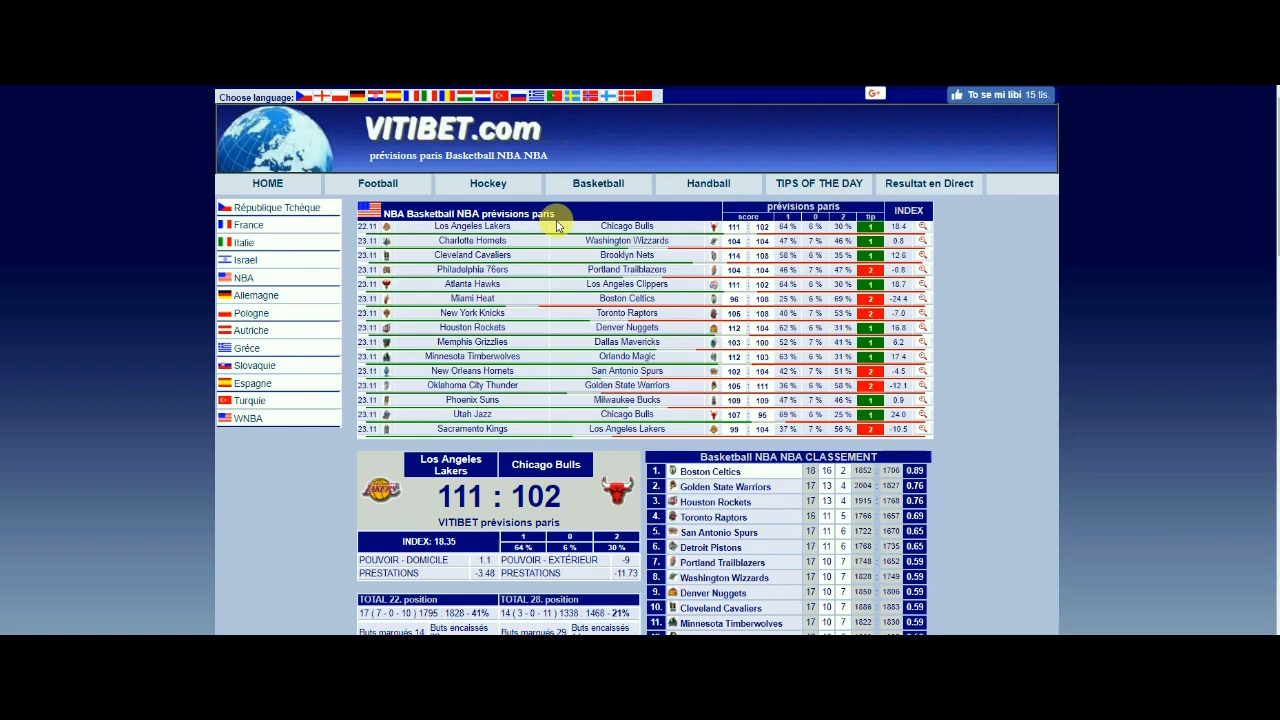 Choose language:
G+
To se mi líbí 15 tis.
VITIBET.com
prévisions paris Basketball NBA NBA
HOME Football Hockey Basketball Handball TIPS OF THE DAY Resultat en Direct
République Tchéque
France
Italie
Israel
NBA
Allemagne
Pologne
Autriche
Gréce
Slovaquie
Espagne
Turquie
WNBA
NBA Basketball NBA prévisions paris prévisions paris INDEX
score 1 0 2 tip
22.11 Los Angeles Lakers Chicago Bulls 111 : 102 64 % 6 % 30 % 1 18.4
23.11 Charlotte Hornets Washington Wizzards 104 : 104 47 % 7 % 46 % 1 0.8
23.11 Cleveland Cavaliers Brooklyn Nets 114 : 108 58 % 6 % 35 % 1 12.6
23.11 Philadelphia 76ers Portland Trailblazers 104 : 104 46 % 7 % 47 % 2 -0.8
23.11 Atlanta Hawks Los Angeles Clippers 111 : 102 64 % 6 % 30 % 1 18.7
23.11 Miami Heat Boston Celtics 96 : 108 25 % 6 % 69 % 2 -24.4
23.11 New York Knicks Toronto Raptors 105 : 108 40 % 7 % 53 % 2 -7.0
23.11 Houston Rockets Denver Nuggets 112 : 104 62 % 6 % 31 % 1 16.8
23.11 Memphis Grizzlies Dallas Mavericks 103 : 100 52 % 7 % 41 % 1 6.2
23.11 Minnesota Timberwolves Orlando Magic 112 : 103 63 % 6 % 31 % 1 17.4
23.11 New Orleans Hornets San Antonio Spurs 102 : 104 42 % 7 % 51 % 2 -4.5
23.11 Oklahoma City Thunder Golden State Warriors 106 : 111 36 % 6 % 58 % 2 -12.1
23.11 Phoenix Suns Milwaukee Bucks 109 : 109 47 % 7 % 46 % 1 0.9
23.11 Utah Jazz Chicago Bulls 107 : 95 69 % 6 % 25 % 1 24.0
23.11 Sacramento Kings Los Angeles Lakers 99 : 104 37 % 7 % 56 % 2 -10.5
Los Angeles Lakers Chicago Bulls
LAKERS
111 : 102
VITIBET prévisions paris
INDEX: 18.35 1 0 2
64 % 6 % 30 %
POUVOIR - DOMICILE 1.1 POUVOIR - EXTÉRIEUR -9
PRESTATIONS -3.48 PRESTATIONS -11.73
TOTAL 22. position TOTAL 28. position
17 ( 7 - 0 - 10 ) 1795 : 1828 - 41% 14 ( 3 - 0 - 11 ) 1338 : 1468 - 21%
Buts marqués 14 Buts encaissés Buts marqués 29 Buts encaissés
Basketball NBA NBA CLASSEMENT
1. Boston Celtics 18 16 2 1852 : 1706 0.89
2. Golden State Warriors 17 13 4 2004 : 1827 0.76
3. Houston Rockets 17 13 4 1915 : 1768 0.76
4. Toronto Raptors 16 11 5 1766 : 1657 0.69
5. San Antonio Spurs 17 11 6 1722 : 1670 0.65
6. Detroit Pistons 17 11 6 1768 : 1735 0.65
7. Portland Trailblazers 17 10 7 1748 : 1652 0.59
8. Washington Wizzards 17 10 7 1828 : 1749 0.59
9. Denver Nuggets 17 10 7 1850 : 1806 0.59
10. Cleveland Cavaliers 17 10 7 1886 : 1883 0.59
11. Minnesota Timberwolves 17 10 7 1822 : 1830 0.59